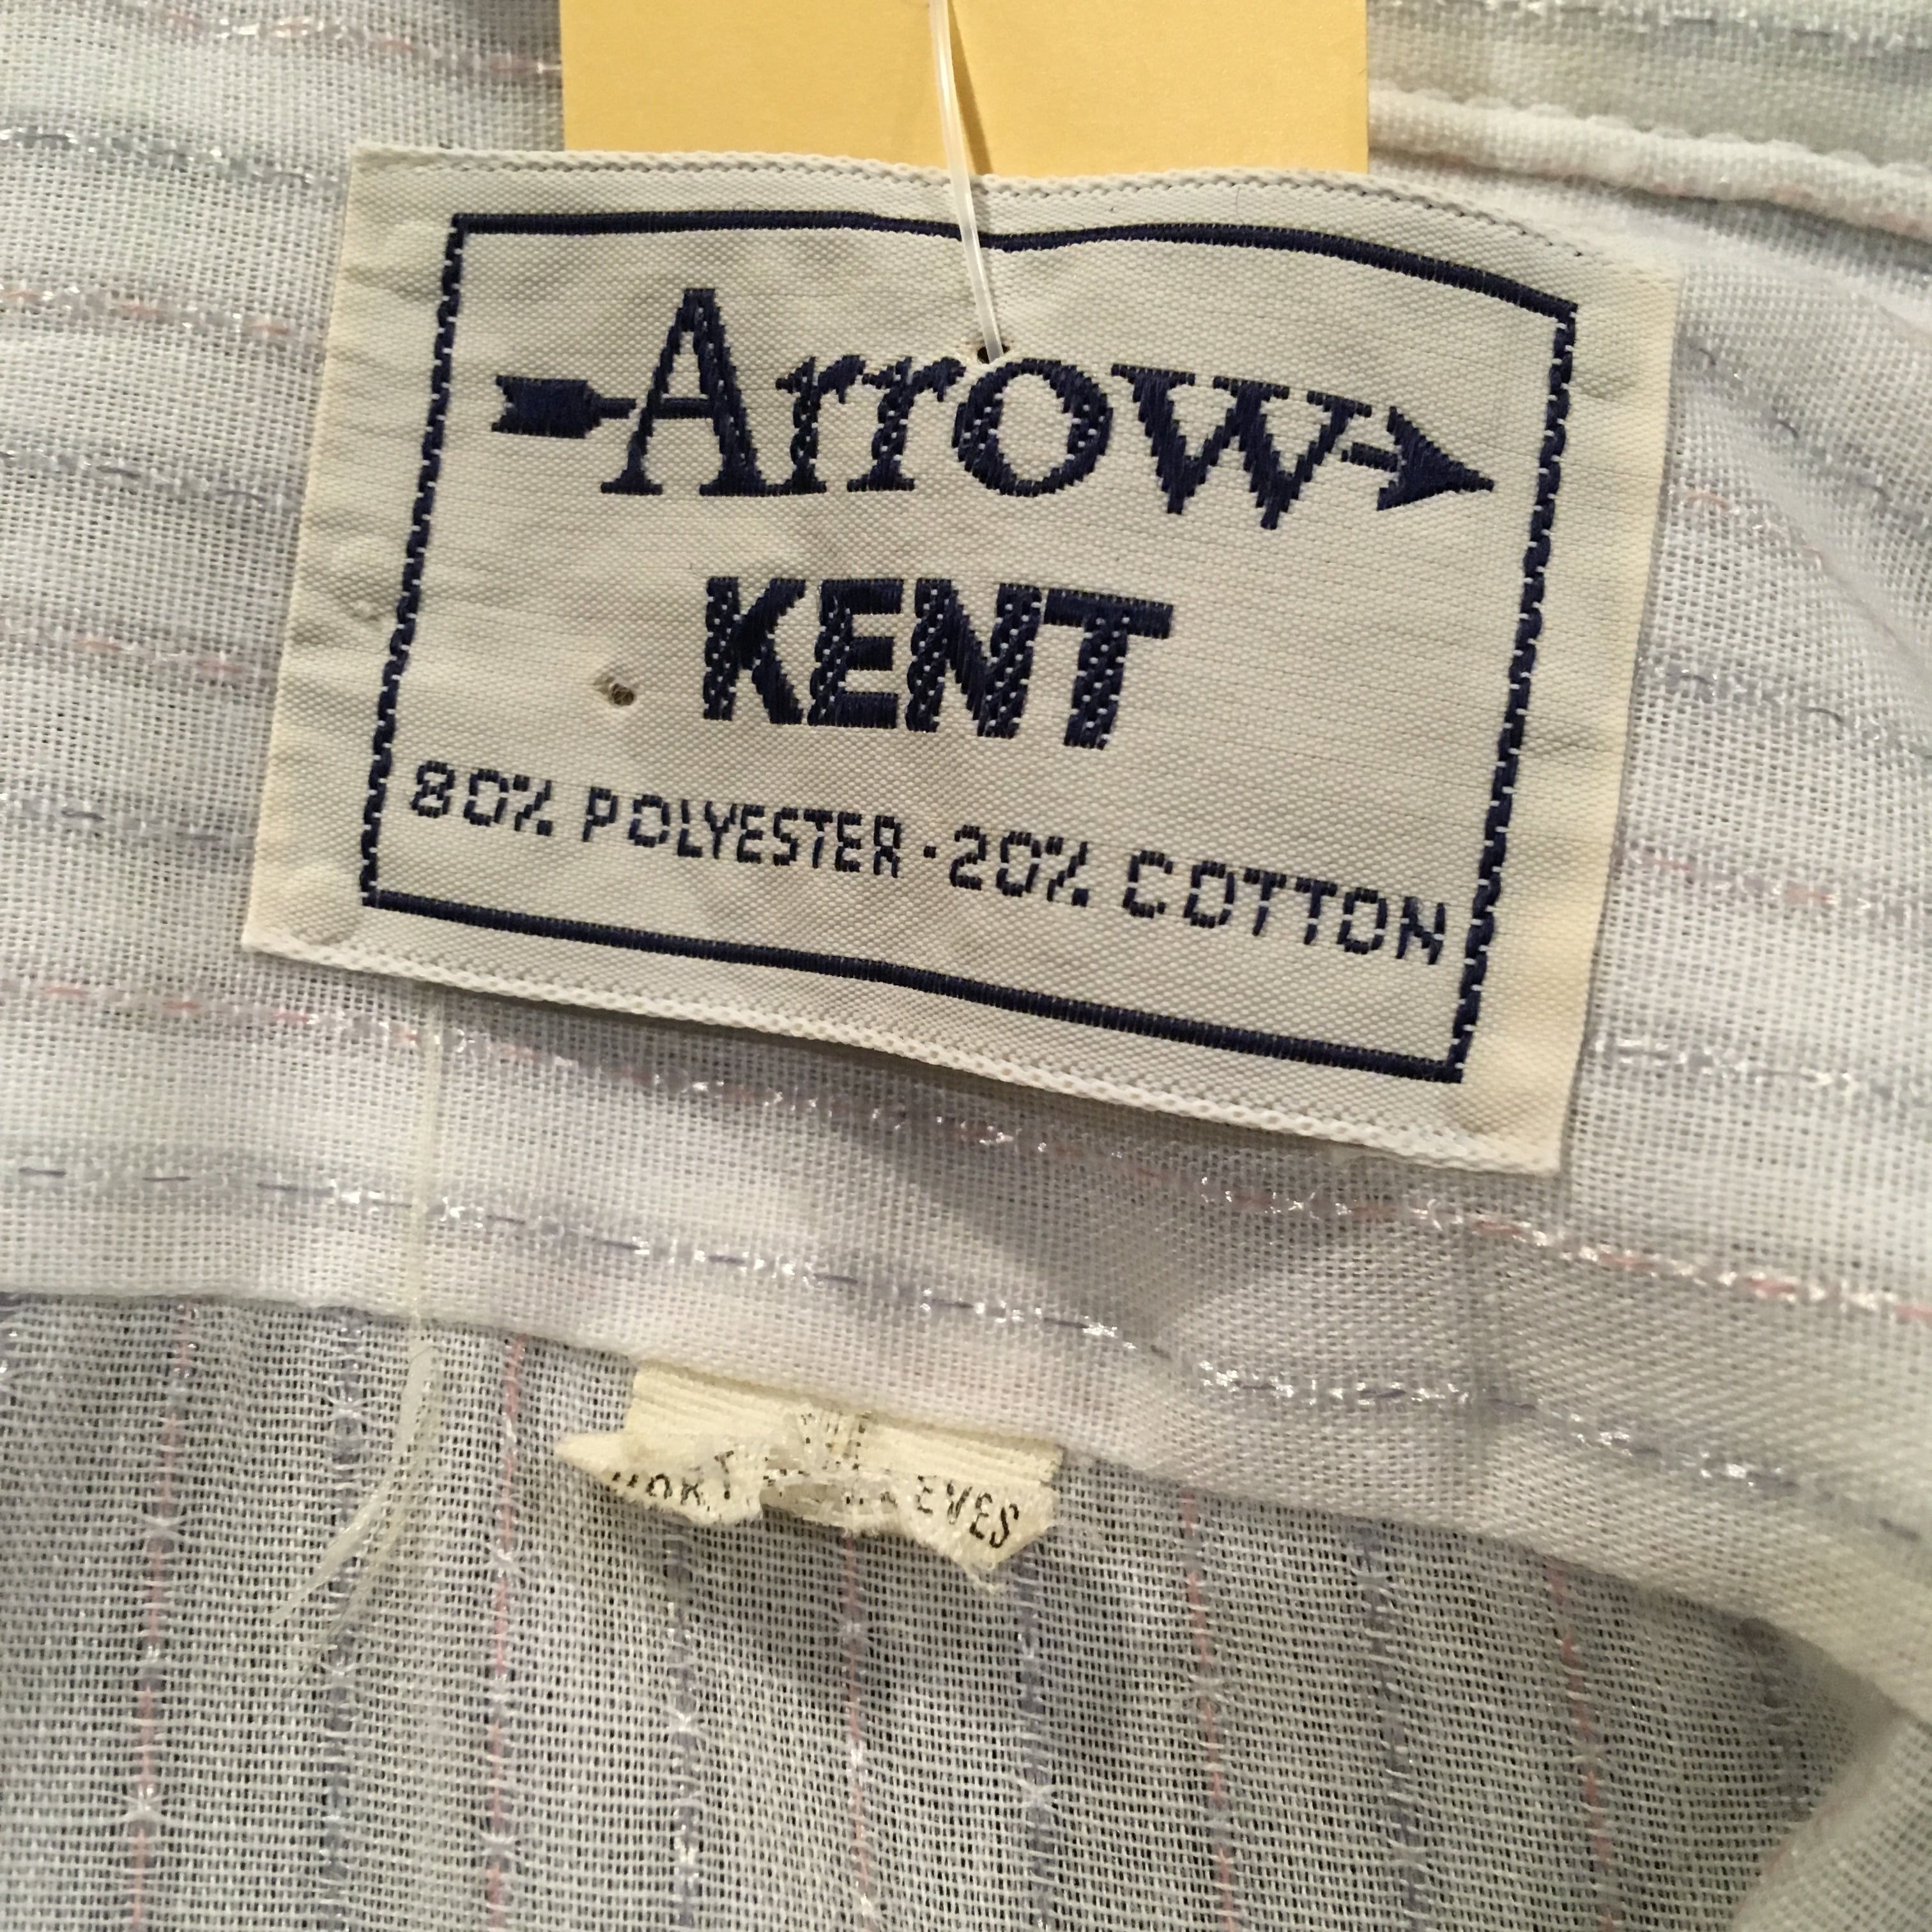 Arrow
KENT
80% POLYESTER · 20% COTTON